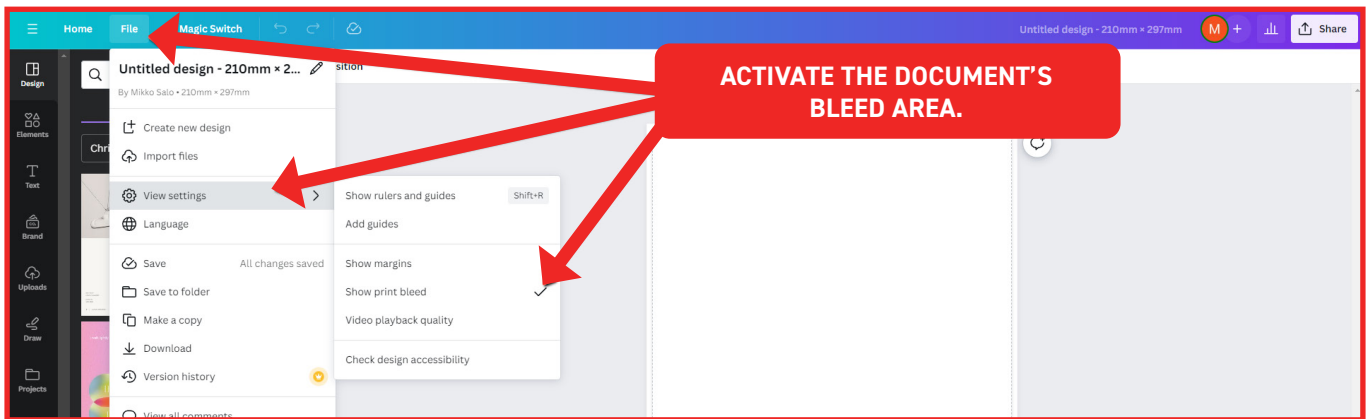 Home File Magic Switch
Untitled design - 210mm × 297mm
M
+
Share
Design
Elements
Text
Brand
Uploads
Draw
Projects
Chri
Untitled design - 210mm × 2...
By Mikko Salo • 210mm × 297mm
sition
Create new design
Import files
View settings
Language
Save All changes saved
Save to folder
Make a copy
Download
Version history
View all comments
Show rulers and guides Shift+R
Add guides
Show margins
Show print bleed
Video playback quality
Check design accessibility
ACTIVATE THE DOCUMENT'S
BLEED AREA.